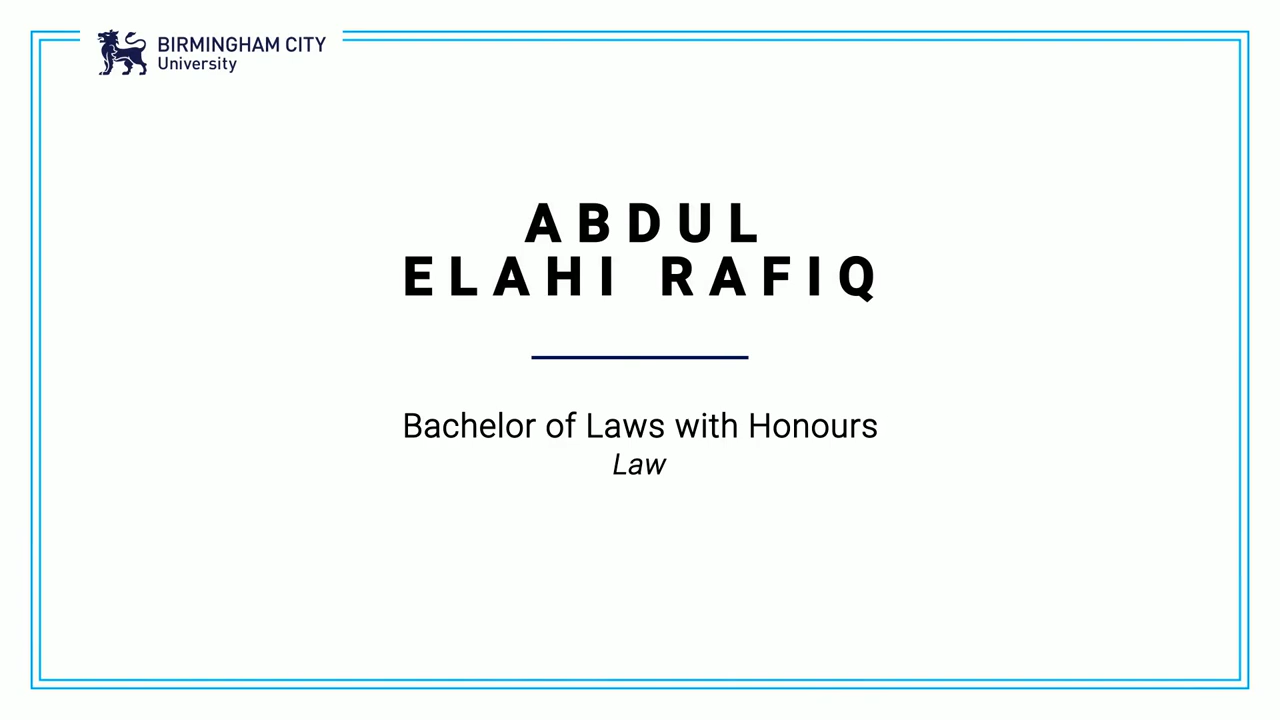 BIRMINGHAM CITY
University
ABDUL
ELAHI RAFIQ
Bachelor of Laws with Honours
Law